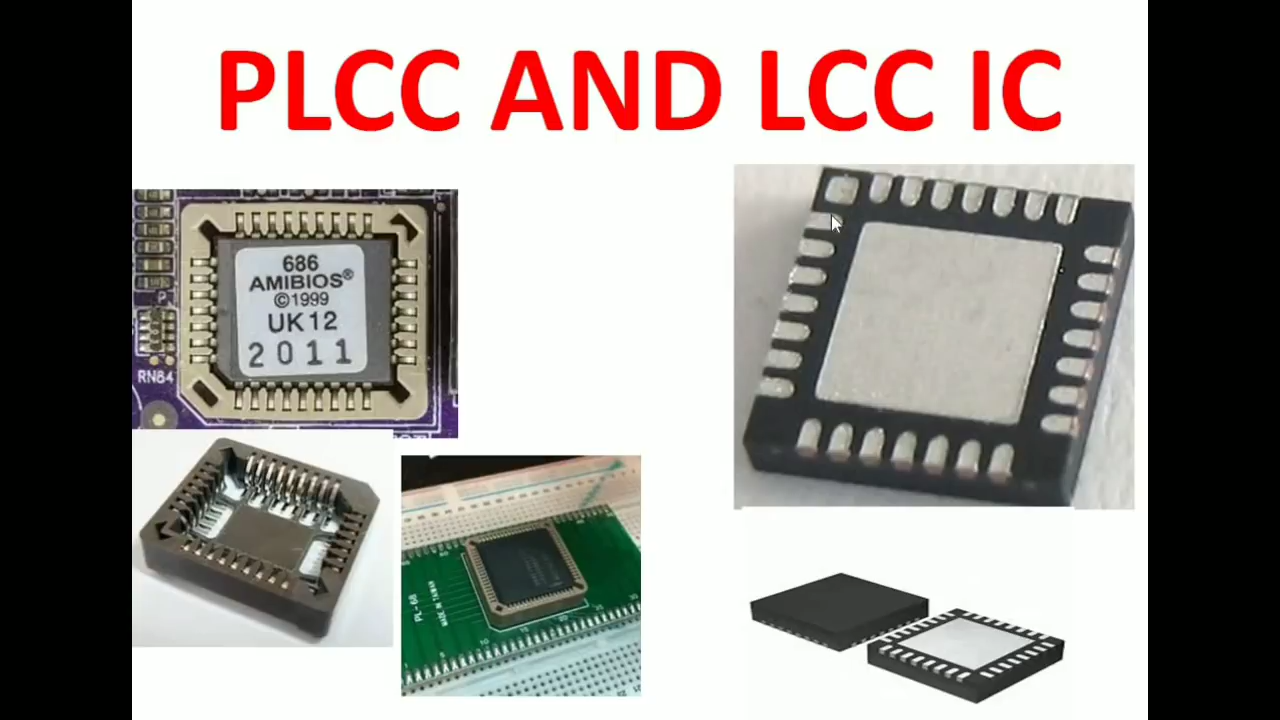 PLCC AND LCC IC
686
AMIBIOS®
©1999
UK12
2011
P
RN84
PL-68
MADE IN TAIWAN